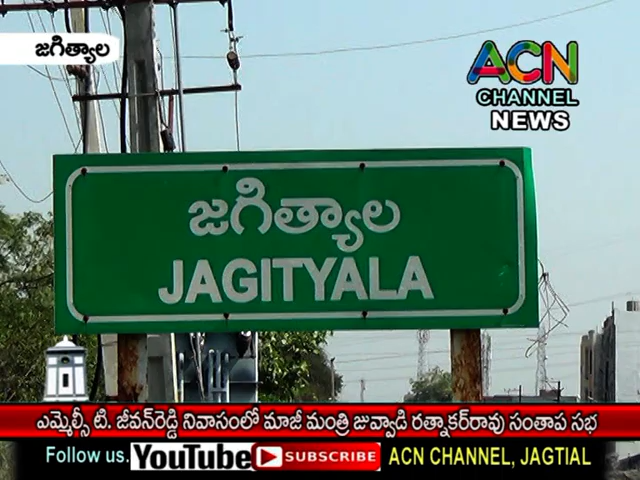 జగిత్యాల
ACN
CHANNEL
NEWS
జగిత్యాల
JAGITYALA
ఎమ్మెల్సీ టి. జీవన్‌రెడ్డి నివాసంలో మాజీ మంత్రి జువ్వాడి రత్నాకర్‌రావు సంతాప సభ
Follow us. YouTube SUBSCRIBE ACN CHANNEL, JAGTIAL